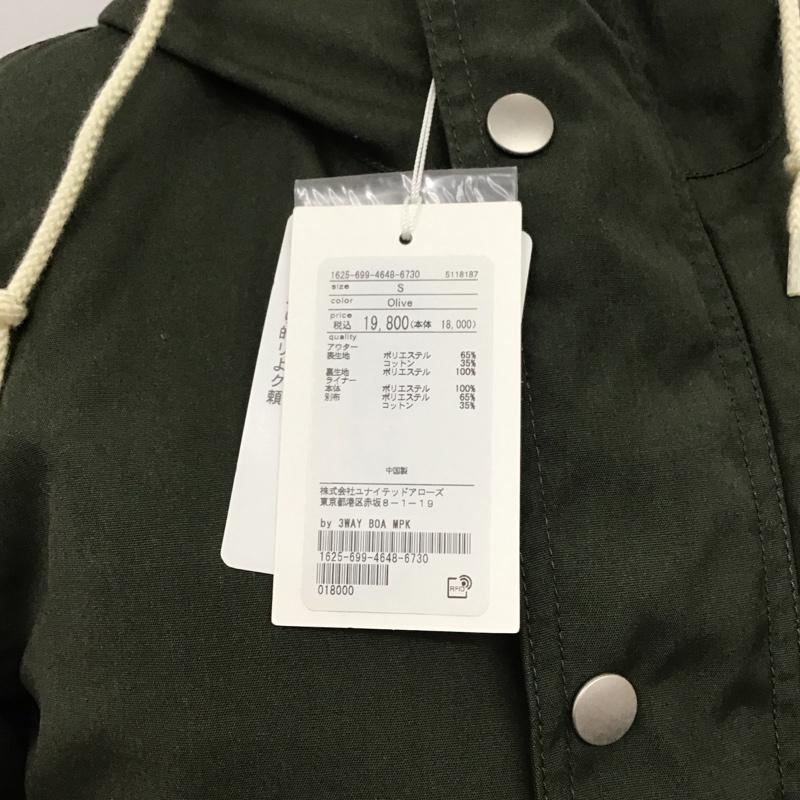 1625-699-4648-6730 5118187
size S
color Olive
price
税込 19,800(本体 18,000)
quality
アウター
表生地 ポリエステル 65%
コットン 35%
裏生地 ポリエステル 100%
ライナー
本体 ポリエステル 100%
別布 ポリエステル 65%
コットン 35%
中国製
株式会社ユナイテッドアローズ
東京都港区赤坂8-1-19
by 3WAY BOA MPK
1625-699-4648-6730
018000
RFID